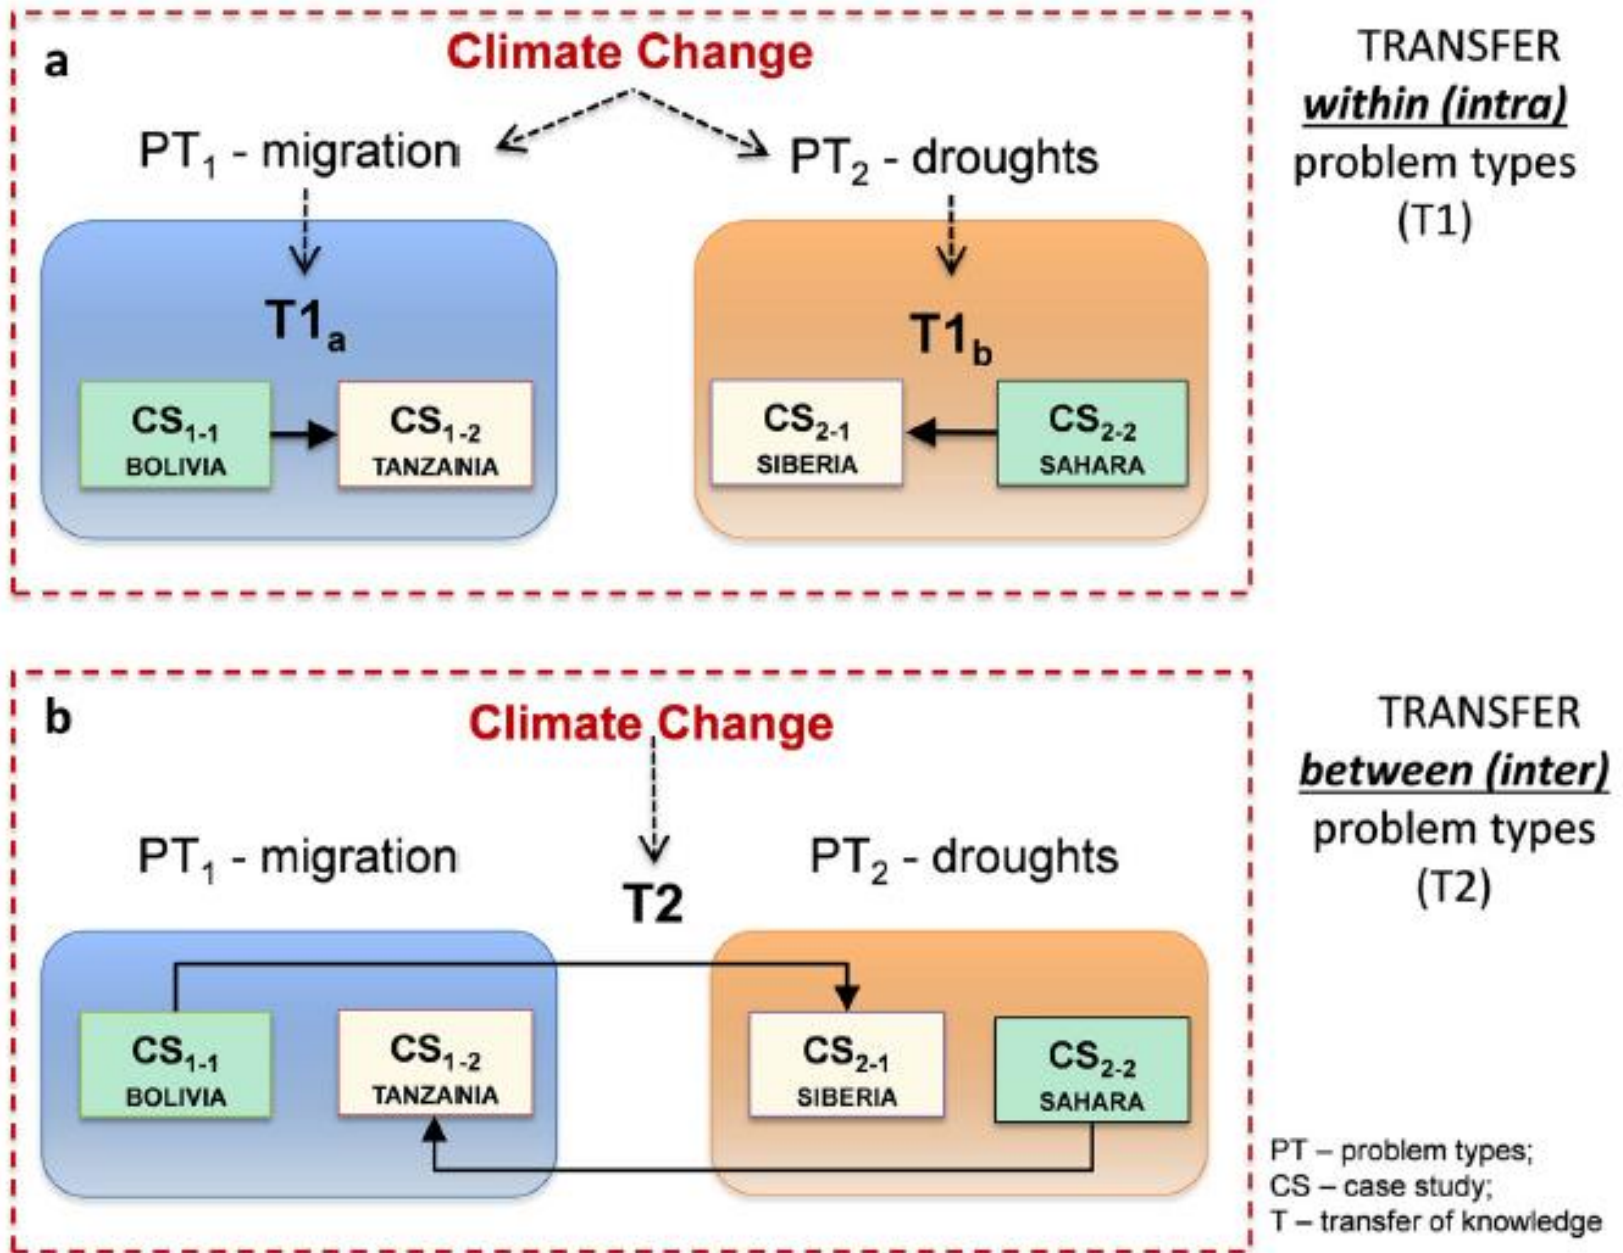 a
Climate Change
PT1 - migration
PT2 - droughts
T1a
T1b
CS1-1
BOLIVIA
CS1-2
TANZAINIA
CS2-1
SIBERIA
CS2-2
SAHARA
TRANSFER
within (intra)
problem types
(T1)
b
Climate Change
PT1 - migration
T2
PT2 - droughts
CS1-1
BOLIVIA
CS1-2
TANZAINIA
CS2-1
SIBERIA
CS2-2
SAHARA
TRANSFER
between (inter)
problem types
(T2)
PT – problem types;
CS – case study;
T – transfer of knowledge